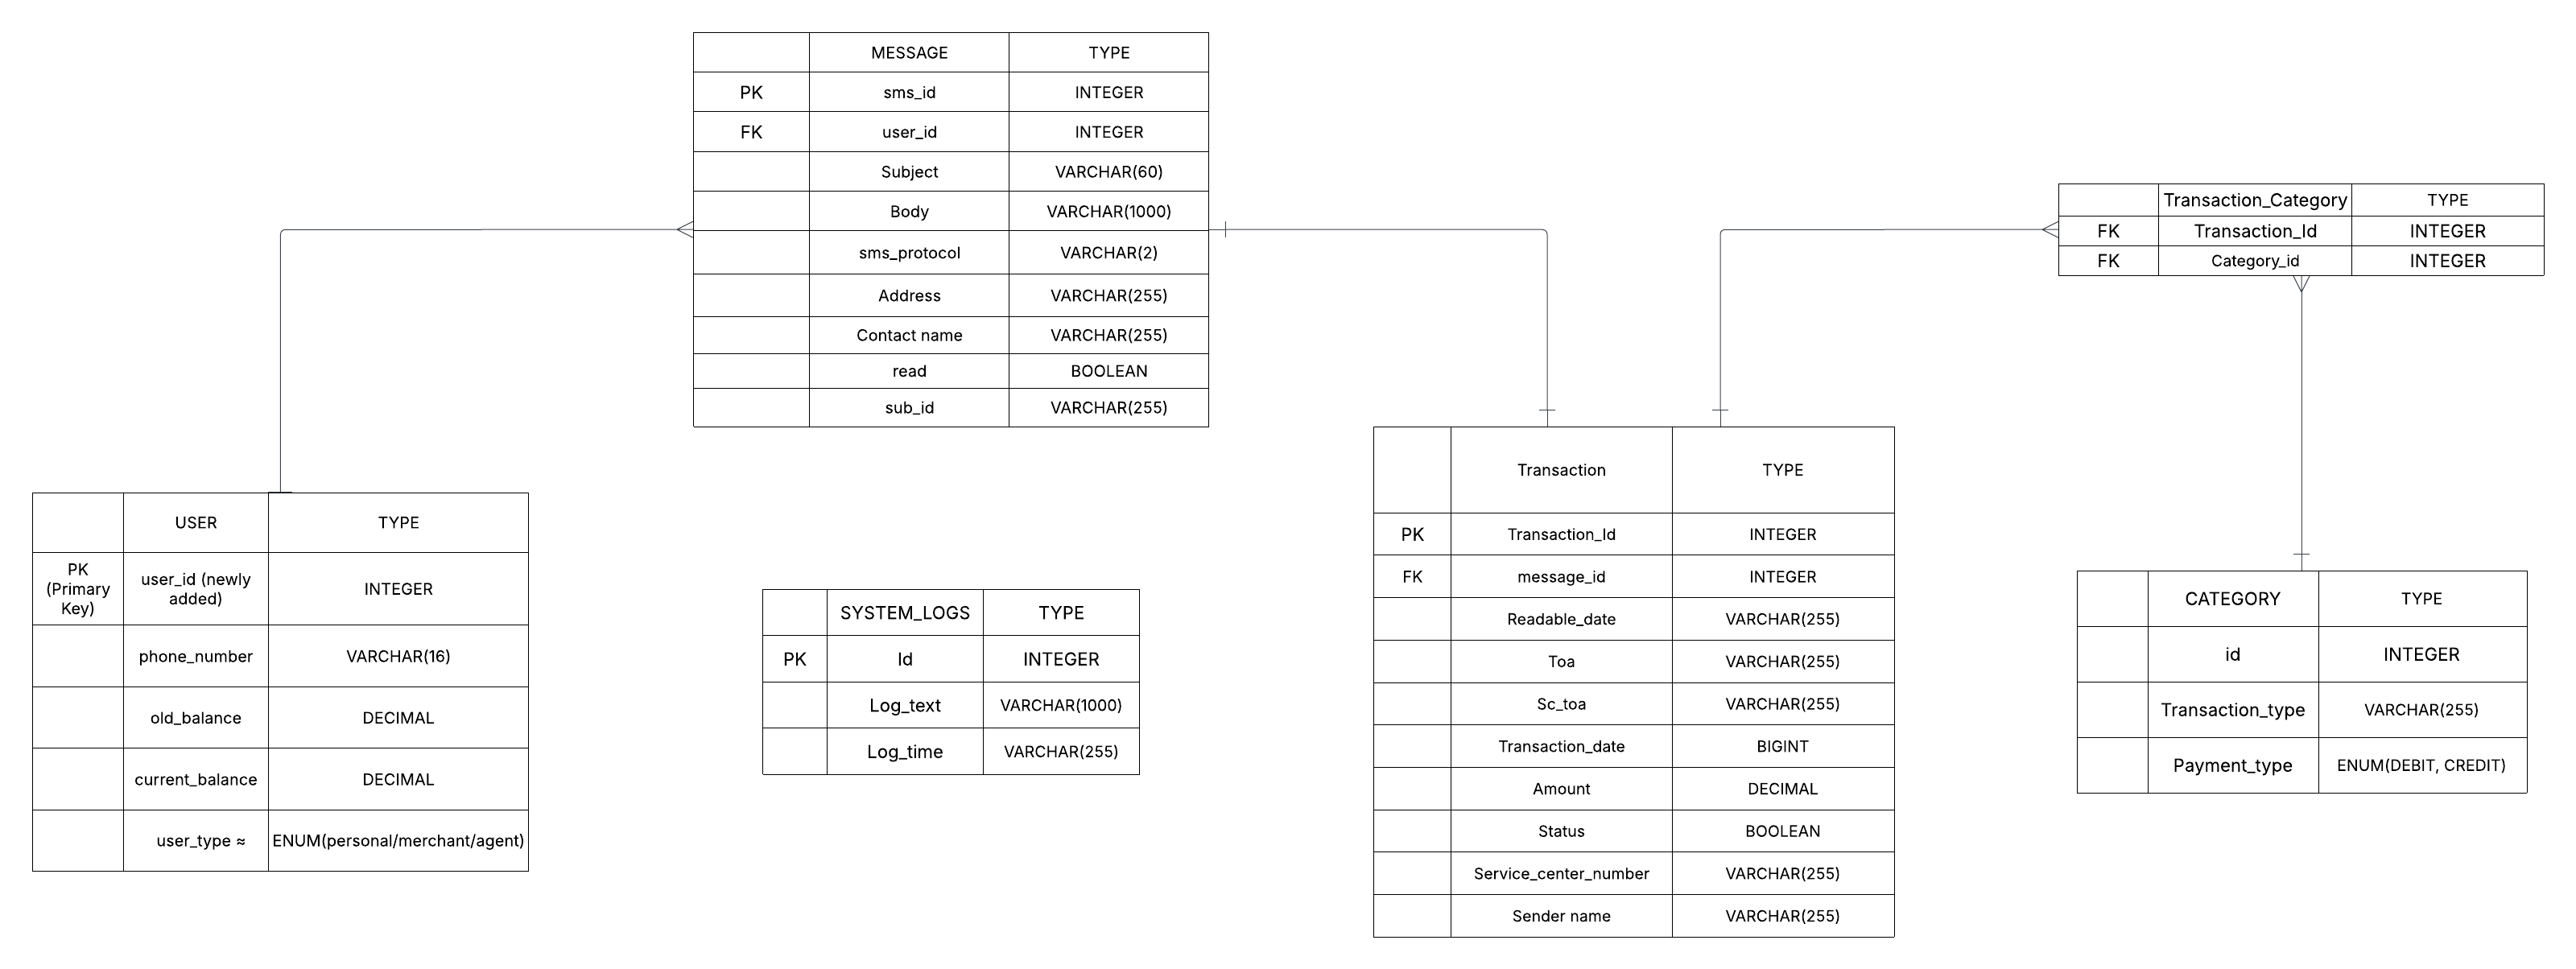 MESSAGE TYPE
PK sms_id INTEGER
FK user_id INTEGER
Subject VARCHAR(60)
Body VARCHAR(1000)
sms_protocol VARCHAR(2)
Address VARCHAR(255)
Contact name VARCHAR(255)
read BOOLEAN
sub_id VARCHAR(255)
Transaction_Category TYPE
FK Transaction_Id INTEGER
FK Category_id INTEGER
USER TYPE
PK
(Primary
Key)
user_id (newly
added)
INTEGER
phone_number VARCHAR(16)
old_balance DECIMAL
current_balance DECIMAL
user_type ≈ ENUM(personal/merchant/agent)
SYSTEM_LOGS TYPE
PK Id INTEGER
Log_text VARCHAR(1000)
Log_time VARCHAR(255)
Transaction TYPE
PK Transaction_Id INTEGER
FK message_id INTEGER
Readable_date VARCHAR(255)
Toa VARCHAR(255)
Sc_toa VARCHAR(255)
Transaction_date BIGINT
Amount DECIMAL
Status BOOLEAN
Service_center_number VARCHAR(255)
Sender name VARCHAR(255)
CATEGORY TYPE
id INTEGER
Transaction_type VARCHAR(255)
Payment_type ENUM(DEBIT, CREDIT)